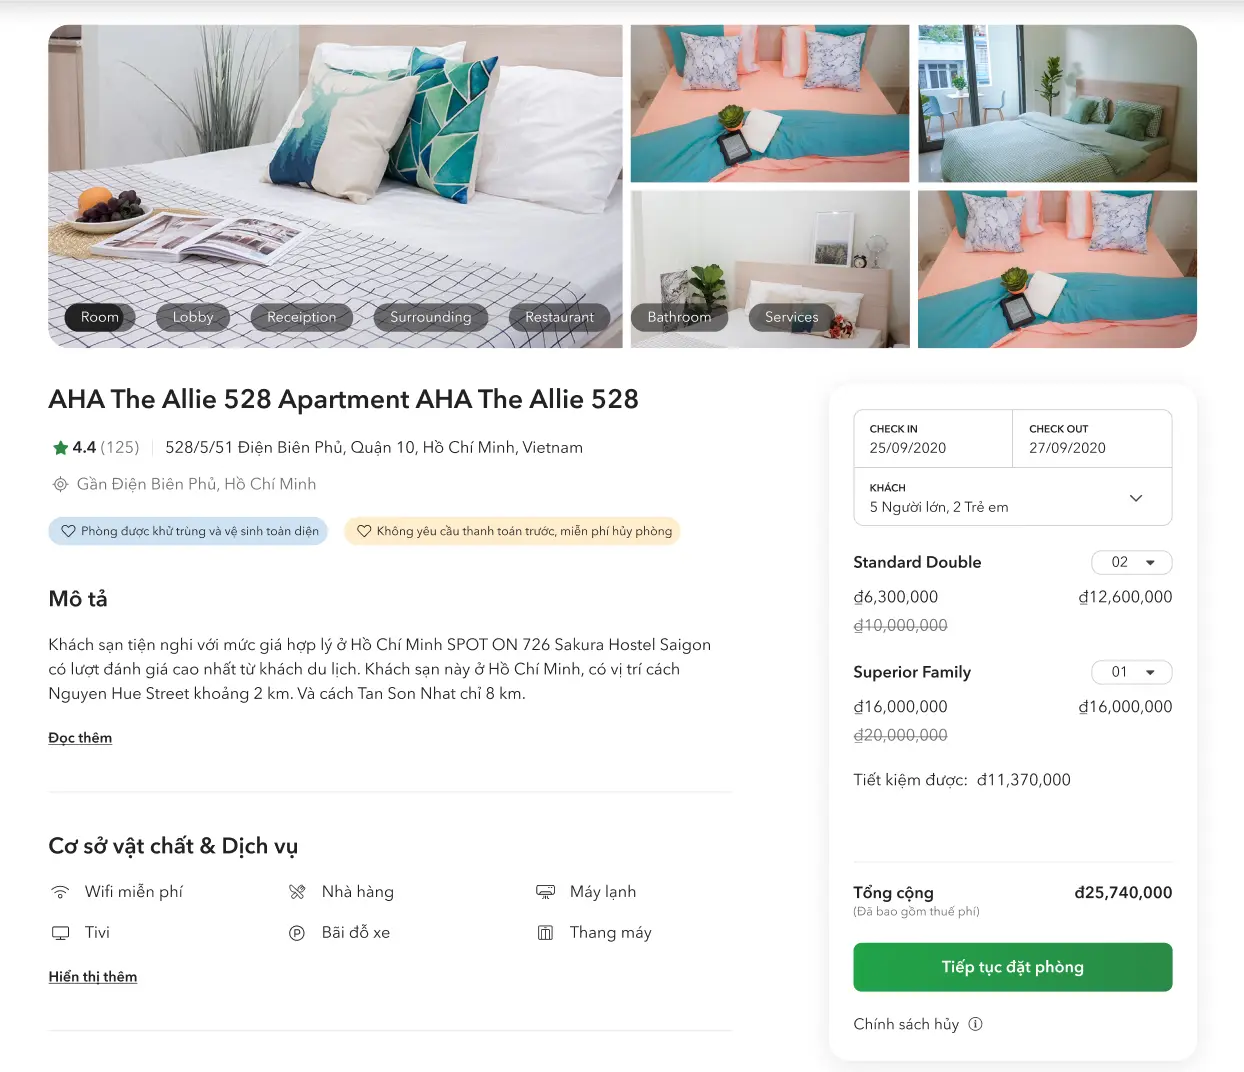 Room
Lobby
Receiption
Surrounding
Restaurant
Bathroom
Services
AHA The Allie 528 Apartment AHA The Allie 528
4.4 (125)
528/5/51 Điện Biên Phủ, Quận 10, Hồ Chí Minh, Vietnam
Gần Điện Biên Phủ, Hồ Chí Minh
Phòng được khử trùng và vệ sinh toàn diện
Không yêu cầu thanh toán trước, miễn phí hủy phòng
Mô tả
Khách sạn tiện nghi với mức giá hợp lý ở Hồ Chí Minh SPOT ON 726 Sakura Hostel Saigon
có lượt đánh giá cao nhất từ khách du lịch. Khách sạn này ở Hồ Chí Minh, có vị trí cách
Nguyen Hue Street khoảng 2 km. Và cách Tan Son Nhat chỉ 8 km.
Đọc thêm
Cơ sở vật chất & Dịch vụ
Wifi miễn phí
Nhà hàng
Máy lạnh
Tivi
Bãi đỗ xe
Thang máy
Hiển thị thêm
CHECK IN
25/09/2020
CHECK OUT
27/09/2020
KHÁCH
5 Người lớn, 2 Trẻ em
Standard Double
02
₫6,300,000
₫12,600,000
₫10,000,000
Superior Family
01
₫16,000,000
₫16,000,000
₫20,000,000
Tiết kiệm được: đ11,370,000
Tổng cộng
đ25,740,000
(Đã bao gồm thuế phí)
Tiếp tục đặt phòng
Chính sách hủy